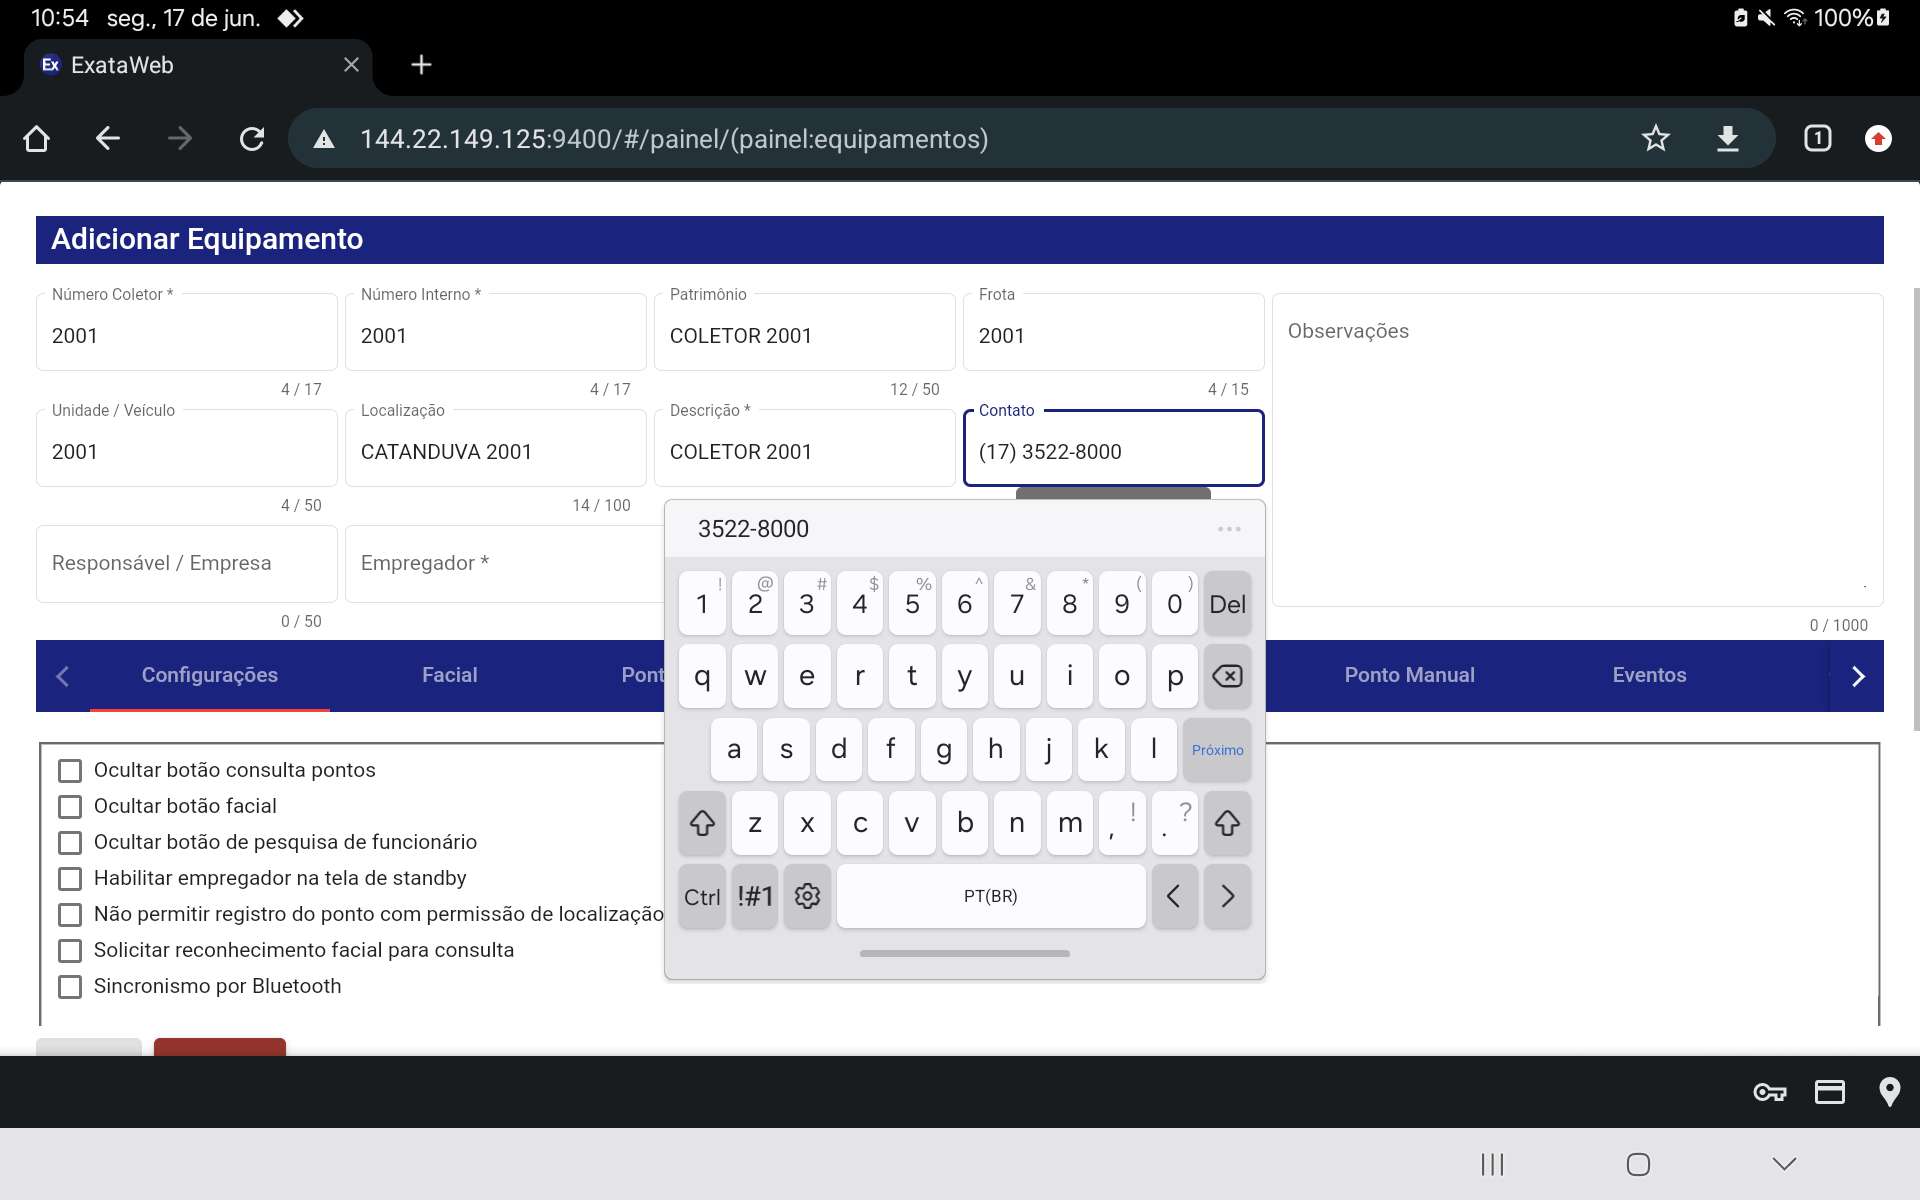 10:54 seg., 17 de jun. 100%
Ex ExataWeb
144.22.149.125:9400/#/painel/(painel:equipamentos) 1
Adicionar Equipamento
Número Coletor * Número Interno * Patrimônio Frota
2001 2001 COLETOR 2001 2001 Observações
4 / 17 4 / 17 12 / 50 4 / 15
Unidade / Veículo Localização Descrição * Contato
2001 CATANDUVA 2001 COLETOR 2001 (17) 3522-8000
4 / 50 14 / 100
Responsável / Empresa Empregador *
0 / 50 0 / 1000
Configurações Facial Pont Ponto Manual Eventos
Ocultar botão consulta pontos
Ocultar botão facial
Ocultar botão de pesquisa de funcionário
Habilitar empregador na tela de standby
Não permitir registro do ponto com permissão de localização
Solicitar reconhecimento facial para consulta
Sincronismo por Bluetooth
3522-8000 ...
! @ # $ % ^ & * ( )
1 2 3 4 5 6 7 8 9 0 Del
q w e r t y u i o p
a s d f g h j k l Próximo
z x c v b n m , ! . ?
Ctrl !#1 PT(BR) < >